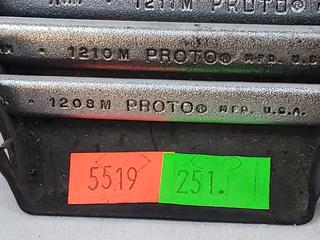 1211M PROTO®
· 1210M PROTO® MFD. U.S.
· 1208M PROTO® MFD. U.S.A.
5519 251.